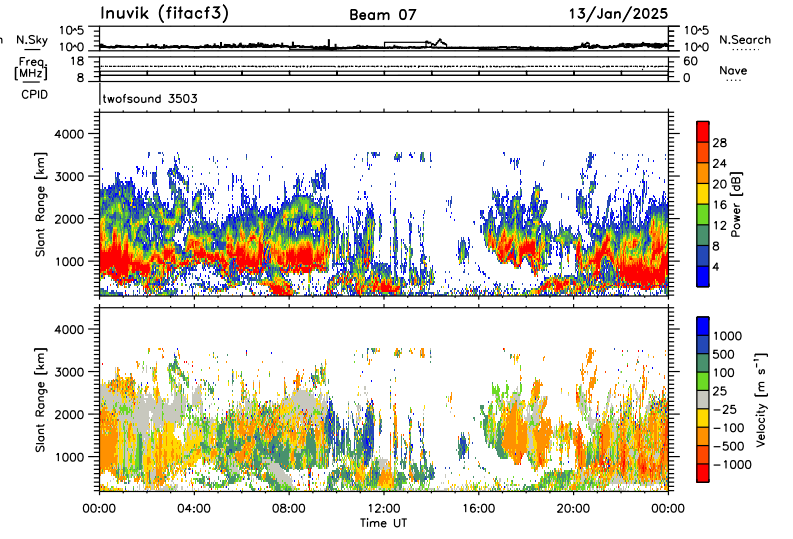 Inuvik (fitacf3) Beam 07 13/Jan/2025
h N.Sky 10^5 10^5 N.Search
10^0 10^0
Freq. 18 60
[MHz] 8 0 Nave
CPID
twofsound 3503
4000
3000
2000
1000
Slant Range [km]
28
24
20
16
12
8
4
Power [dB]
4000
3000
2000
1000
Slant Range [km]
1000
500
100
25
-25
-100
-500
-1000
Velocity [m s⁻¹]
00:00 04:00 08:00 12:00 16:00 20:00 00:00
Time UT